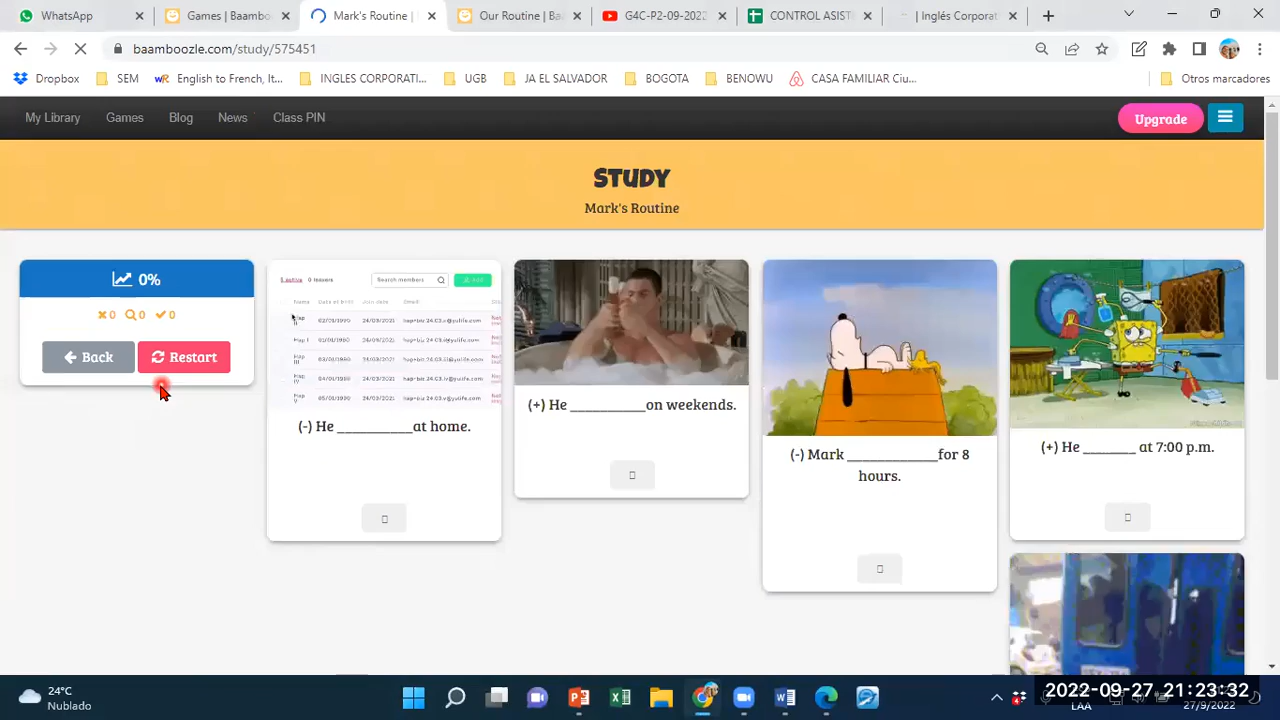 WhatsApp
Games | Baambo
Mark's Routine |
Our Routine | Ba
G4C-P2-09-2022
CONTROL ASIST
| Inglés Corporat
baamboozle.com/study/575451
Dropbox
SEM
English to French, It...
INGLES CORPORATI...
UGB
JA EL SALVADOR
BOGOTA
BENOWU
CASA FAMILIAR Ciu...
Otros marcadores
My Library
Games
Blog
News
Class PIN
Upgrade
STUDY
Mark's Routine
0%
0 0 0
Back
Restart
Search members
Name
(-) He __________at home.
(+) He __________on weekends.
(-) Mark ____________for 8
hours.
(+) He _______ at 7:00 p.m.
24°C
Nublado
2022-09-27 21:23:32
LAA
27/9/2022